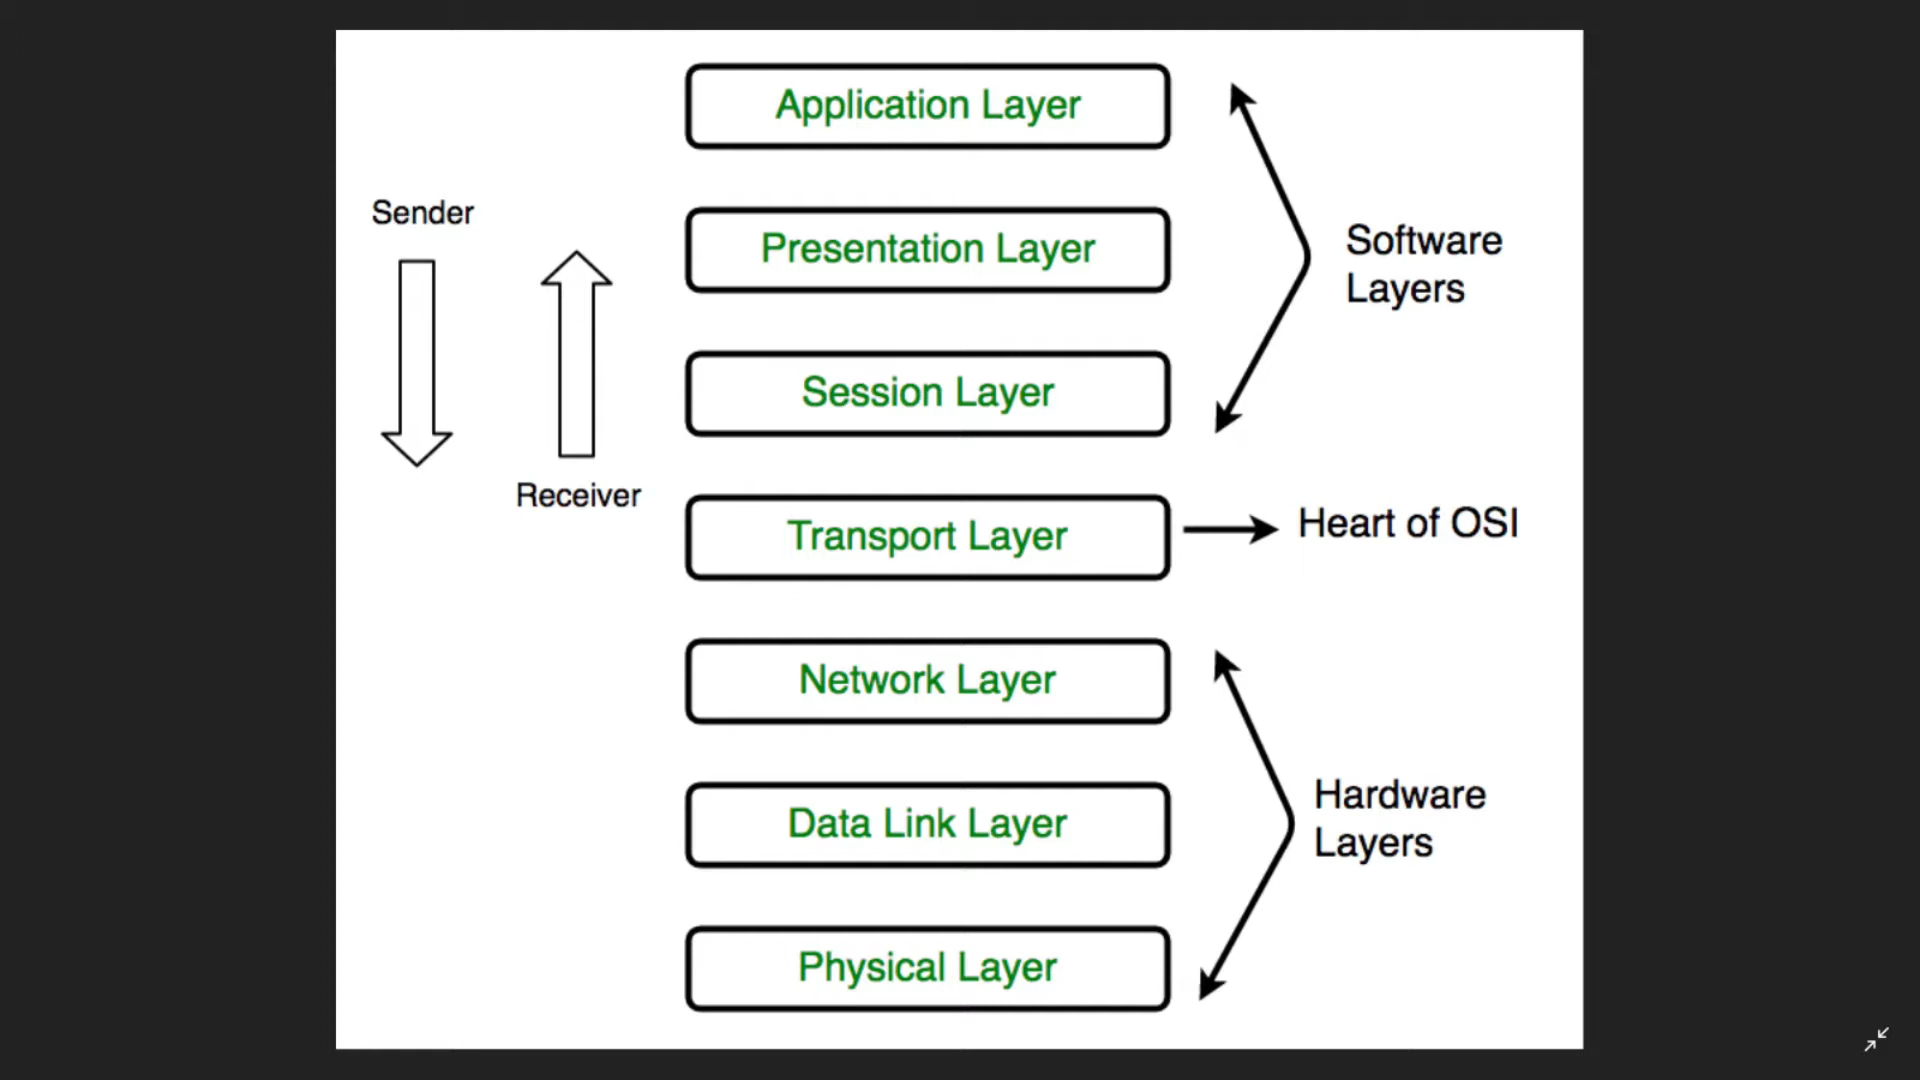 Application Layer
Sender
Presentation Layer
Software
Layers
Session Layer
Receiver
Transport Layer
Heart of OSI
Network Layer
Data Link Layer
Hardware
Layers
Physical Layer